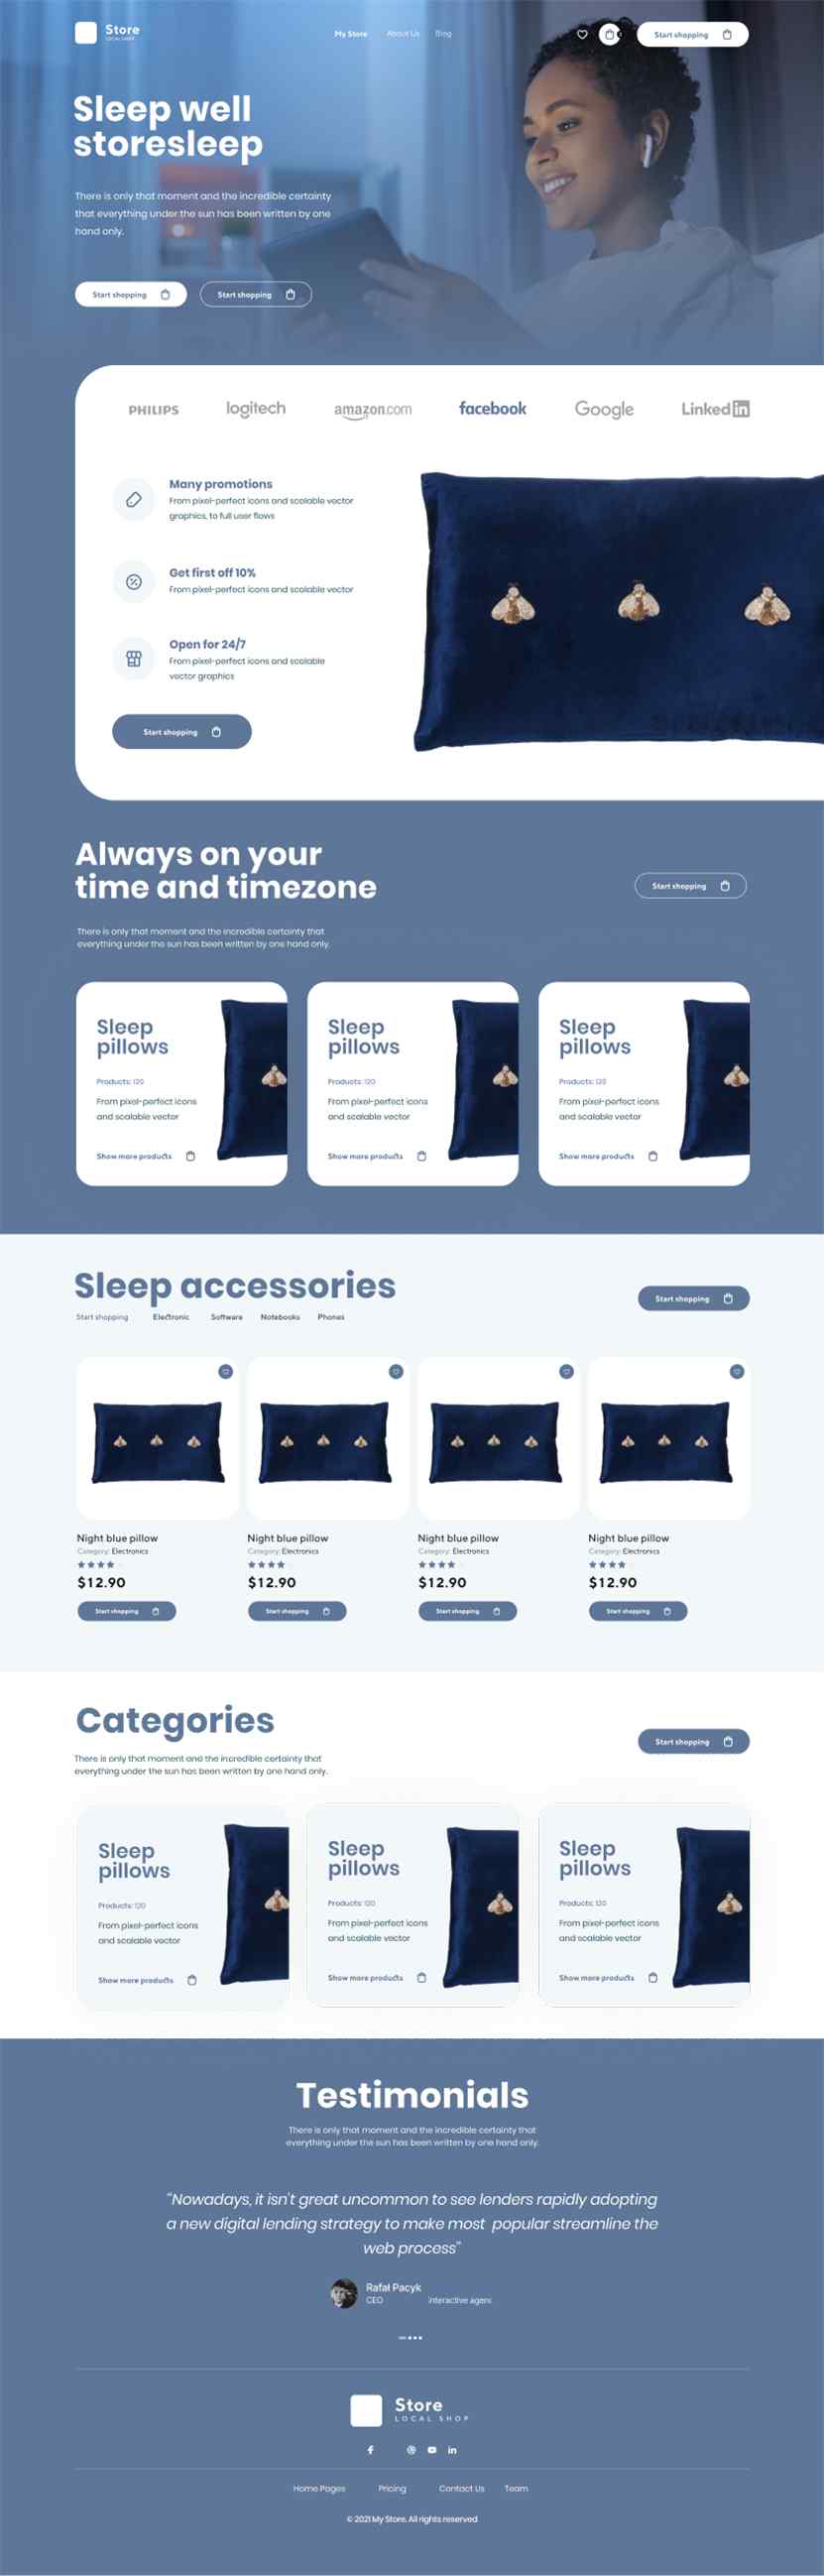 Store
LOCAL SHOP
My Store About Us Blog
Start shopping
Sleep well
storesleep
There is only that moment and the incredible certainty
that everything under the sun has been written by one
hand only.
Start shopping Start shopping
PHILIPS logitech amazon.com facebook Google Linked in
Many promotions
From pixel-perfect icons and scalable vector
graphics, to full user flows
Get first off 10%
From pixel-perfect icons and scalable vector
Open for 24/7
From pixel-perfect icons and scalable
vector graphics
Start shopping
Always on your
time and timezone
Start shopping
There is only that moment and the incredible certainty that
everything under the sun has been written by one hand only.
Sleep Sleep Sleep
pillows pillows pillows
Products: 120 Products: 120 Products: 120
From pixel-perfect icons From pixel-perfect icons From pixel-perfect icons
and scalable vector and scalable vector and scalable vector
Show more products Show more products Show more products
Sleep accessories
Start shopping
Start shopping Electronic Software Notebooks Phones
Night blue pillow Night blue pillow Night blue pillow Night blue pillow
Category: Electronics Category: Electronics Category: Electronics Category: Electronics
$12.90 $12.90 $12.90 $12.90
Start shopping Start shopping Start shopping Start shopping
Categories
Start shopping
There is only that moment and the incredible certainty that
everything under the sun has been written by one hand only.
Sleep Sleep Sleep
pillows pillows pillows
Products: 120 Products: 120 Products: 120
From pixel-perfect icons From pixel-perfect icons From pixel-perfect icons
and scalable vector and scalable vector and scalable vector
Show more products Show more products Show more products
Testimonials
There is only that moment and the incredible certainty that
everything under the sun has been written by one hand only.
"Nowadays, it isn't great uncommon to see lenders rapidly adopting
a new digital lending strategy to make most popular streamline the
web process"
Rafał Pacyk
CEO interactive agenc
Store
LOCAL SHOP
Home Pages Pricing Contact Us Team
© 2021 My Store. All rights reserved